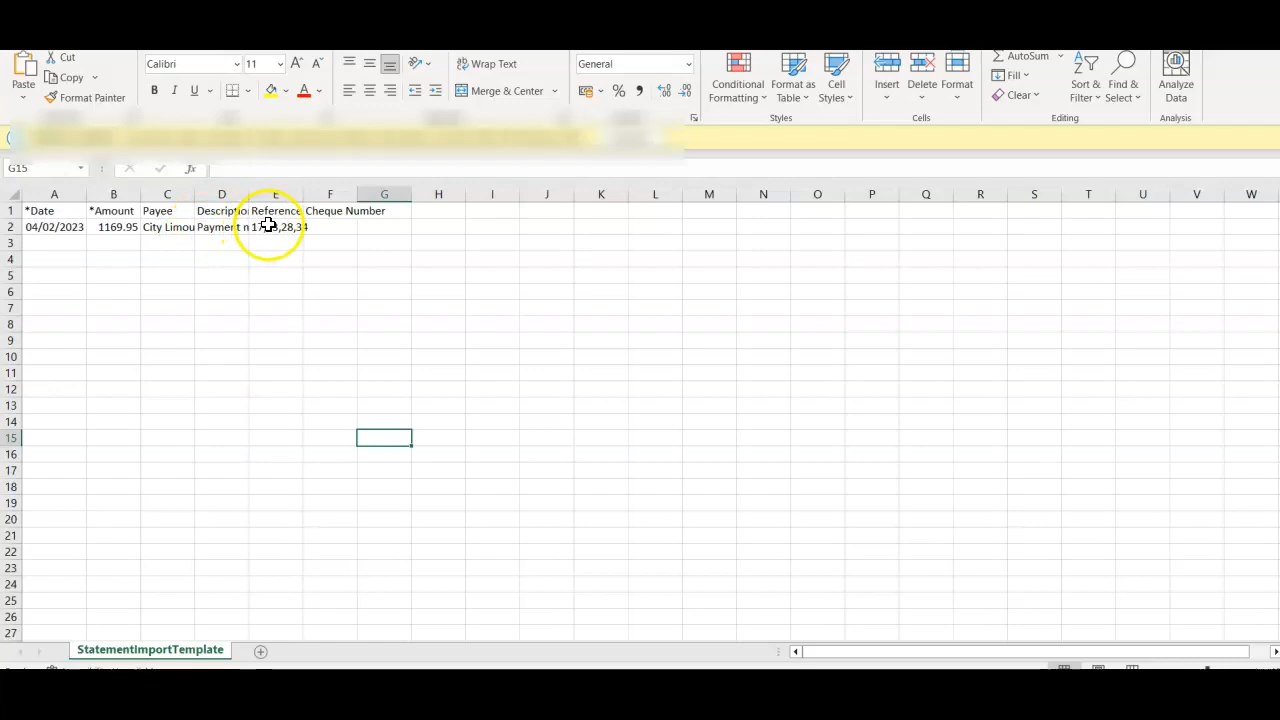 Cut
Calibri 11 Wrap Text General AutoSum
Paste Copy Conditional Formatting Format as Table Cell Styles Insert Delete Format Fill Sort & Filter Find & Select Analyze Data
Format Painter B I U Merge & Center Clear
Styles Cells Editing Analysis
G15 fx
A B C D E F G H I J K L M N O P Q R S T U V W
1 *Date *Amount Payee Descriptio Reference Cheque Number
2 04/02/2023 1169.95 City Limou Payment n ,28,34
3
4
5
6
7
8
9
10
11
12
13
14
15
16
17
18
19
20
21
22
23
24
25
26
27
StatementImportTemplate